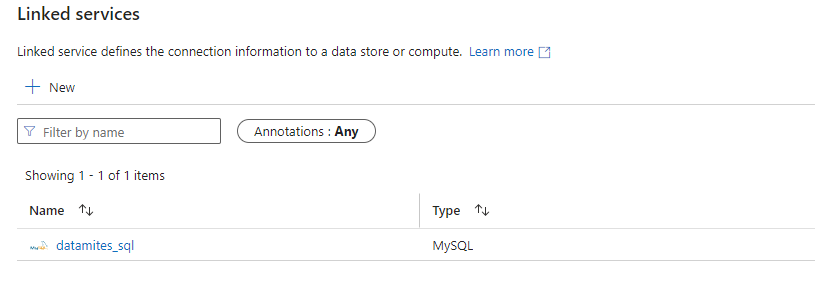 Linked services
Linked service defines the connection information to a data store or compute. Learn more
New
Filter by name
Annotations : Any
Showing 1 - 1 of 1 items
Name Type
datamites_sql MySQL